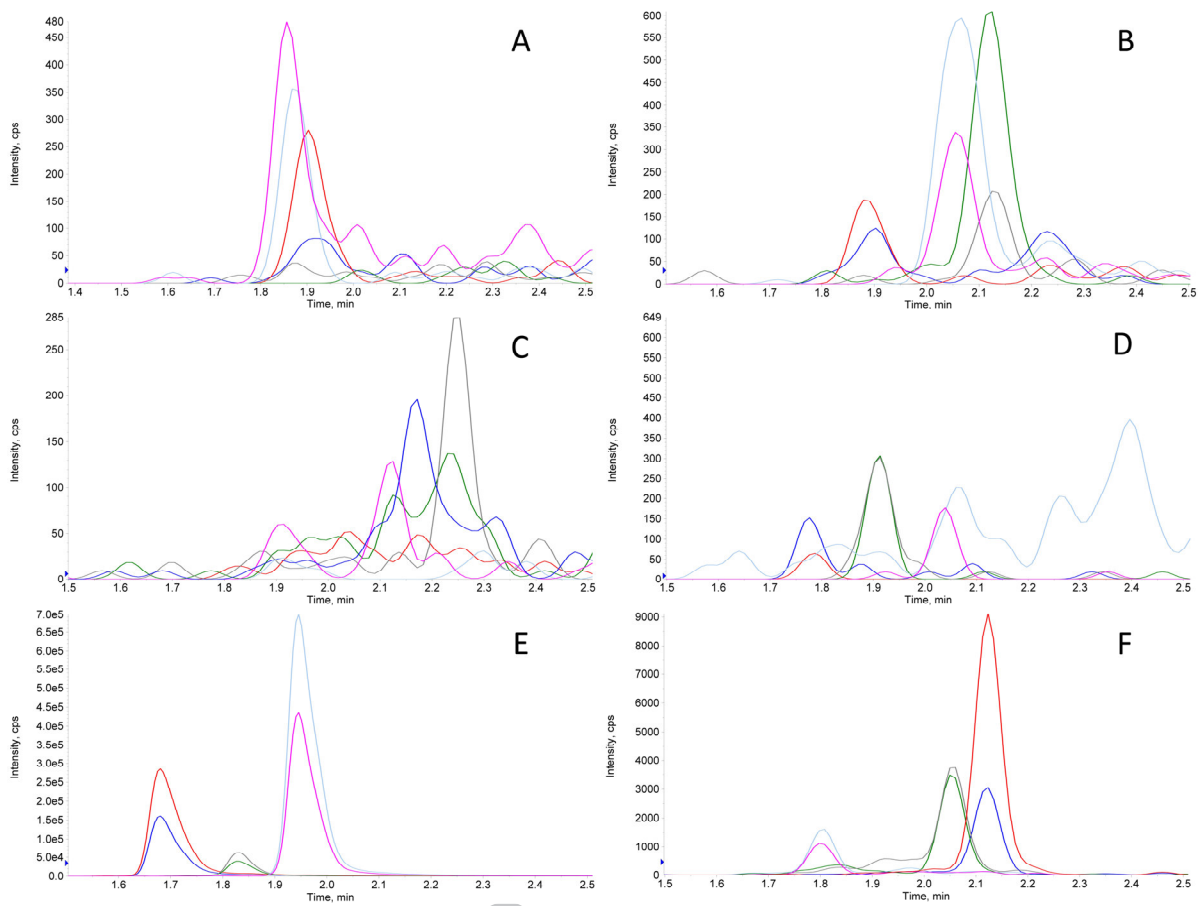 A
Intensity, cps
480
450
400
350
300
250
200
150
100
50
0
1.4 1.5 1.6 1.7 1.8 1.9 2.0 2.1 2.2 2.3 2.4 2.5
Time, min
B
Intensity, cps
600
550
500
450
400
350
300
250
200
150
100
50
0
1.6 1.7 1.8 1.9 2.0 2.1 2.2 2.3 2.4 2.5
Time, min
C
Intensity, cps
285
250
200
150
100
50
0
1.5 1.6 1.7 1.8 1.9 2.0 2.1 2.2 2.3 2.4 2.5
Time, min
D
Intensity, cps
649
600
550
500
450
400
350
300
250
200
150
100
50
0
1.5 1.6 1.7 1.8 1.9 2.0 2.1 2.2 2.3 2.4 2.5
Time, min
E
Intensity, cps
7.0e5
6.5e5
6.0e5
5.5e5
5.0e5
4.5e5
4.0e5
3.5e5
3.0e5
2.5e5
2.0e5
1.5e5
1.0e5
5.0e4
0.0
1.6 1.7 1.8 1.9 2.0 2.1 2.2 2.3 2.4 2.5
Time, min
F
Intensity, cps
9000
8000
7000
6000
5000
4000
3000
2000
1000
0
1.5 1.6 1.7 1.8 1.9 2.0 2.1 2.2 2.3 2.4 2.5
Time, min